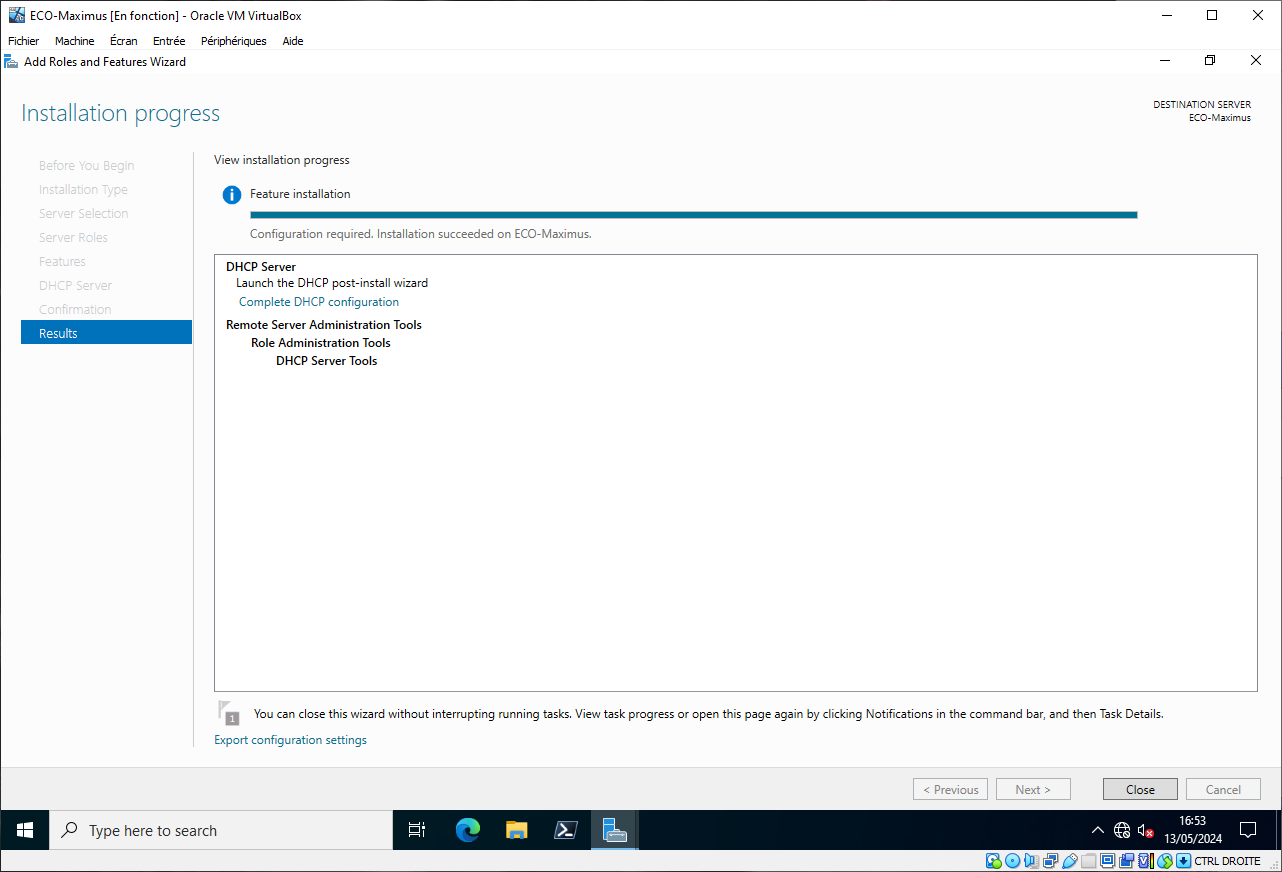 ECO-Maximus [En fonction] - Oracle VM VirtualBox
Fichier Machine Écran Entrée Périphériques Aide
Add Roles and Features Wizard
Installation progress
DESTINATION SERVER
ECO-Maximus
Before You Begin
Installation Type
Server Selection
Server Roles
Features
DHCP Server
Confirmation
Results
View installation progress
Feature installation
Configuration required. Installation succeeded on ECO-Maximus.
DHCP Server
Launch the DHCP post-install wizard
Complete DHCP configuration
Remote Server Administration Tools
Role Administration Tools
DHCP Server Tools
1
You can close this wizard without interrupting running tasks. View task progress or open this page again by clicking Notifications in the command bar, and then Task Details.
Export configuration settings
< Previous Next > Close Cancel
Type here to search
16:53
13/05/2024
CTRL DROITE